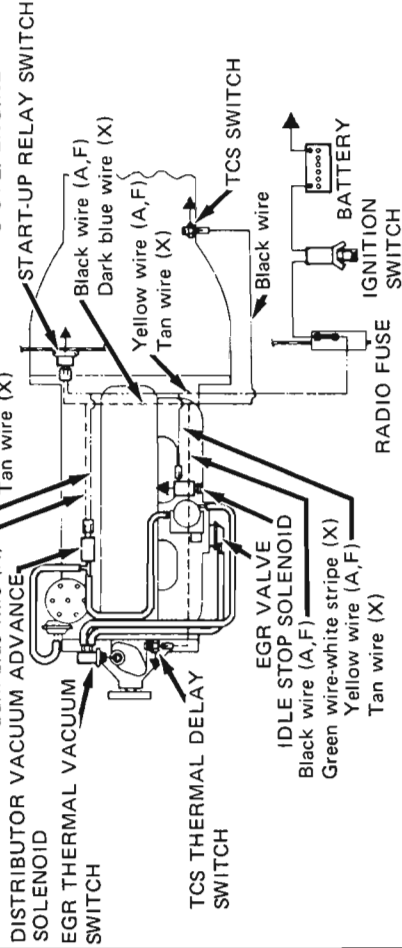 START-UP RELAY SWITCH
Tan wire (X)
DISTRIBUTOR VACUUM ADVANCE
SOLENOID
EGR THERMAL VACUUM
SWITCH
Black wire (A,F)
Dark blue wire (X)
Yellow wire (A,F)
Tan wire (X)
TCS SWITCH
Black wire
BATTERY
IGNITION
SWITCH
RADIO FUSE
EGR VALVE
IDLE STOP SOLENOID
Black wire (A,F)
Green wire-white stripe (X)
Yellow wire (A,F)
Tan wire (X)
TCS THERMAL DELAY
SWITCH